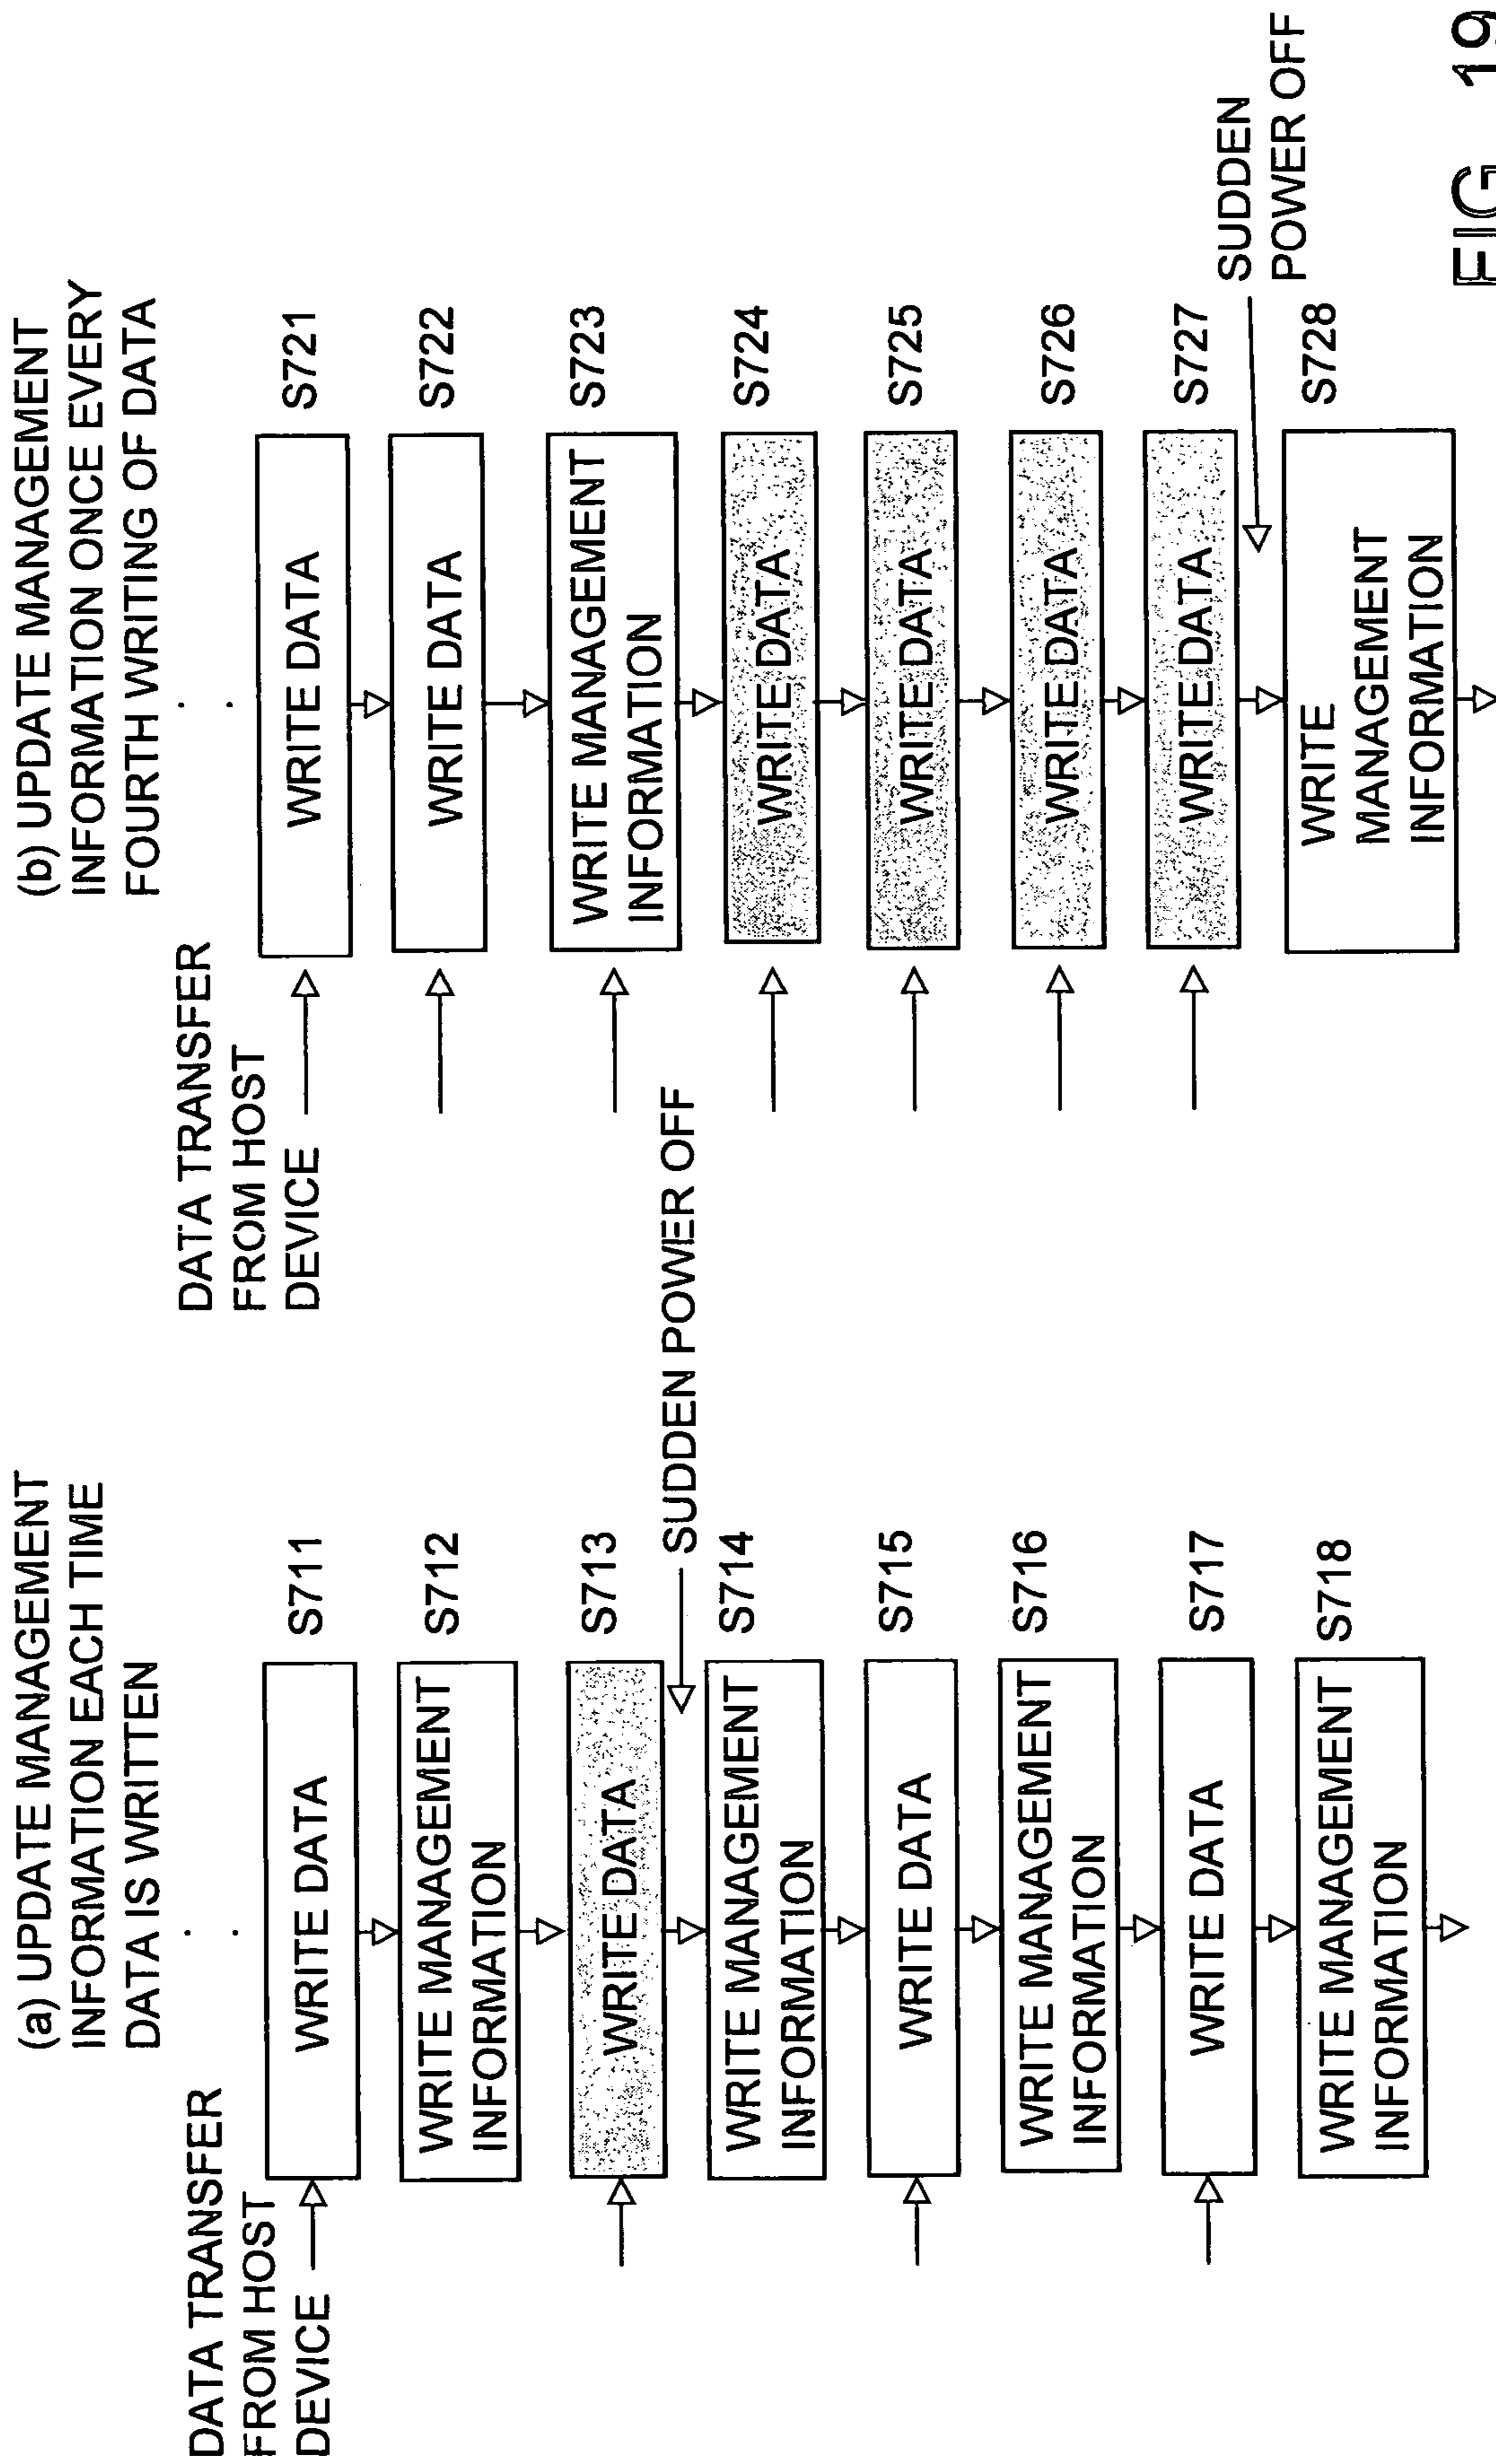 (a) UPDATE MANAGEMENT
INFORMATION EACH TIME
DATA IS WRITTEN
DATA TRANSFER
FROM HOST
DEVICE
WRITE DATA
S711
WRITE MANAGEMENT
INFORMATION
S712
WRITE DATA
S713
SUDDEN POWER OFF
WRITE MANAGEMENT
INFORMATION
S714
WRITE DATA
S715
WRITE MANAGEMENT
INFORMATION
S716
WRITE DATA
S717
WRITE MANAGEMENT
INFORMATION
S718
(b) UPDATE MANAGEMENT
INFORMATION ONCE EVERY
FOURTH WRITING OF DATA
DATA TRANSFER
FROM HOST
DEVICE
WRITE DATA
S721
WRITE DATA
S722
WRITE MANAGEMENT
INFORMATION
S723
WRITE DATA
S724
WRITE DATA
S725
WRITE DATA
S726
WRITE DATA
S727
SUDDEN
POWER OFF
WRITE
MANAGEMENT
INFORMATION
S728
FIG. 19